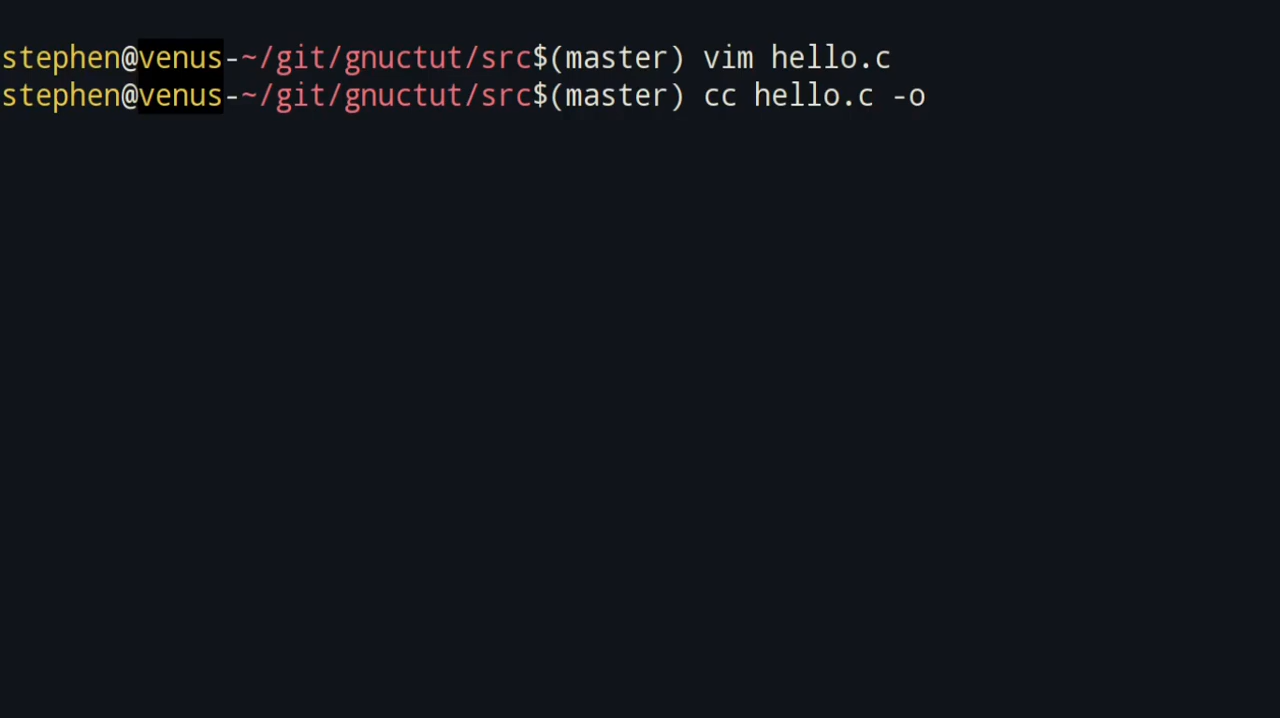 stephen@venus-~/git/gnuctut/src$(master) vim hello.c
stephen@venus-~/git/gnuctut/src$(master) cc hello.c -o